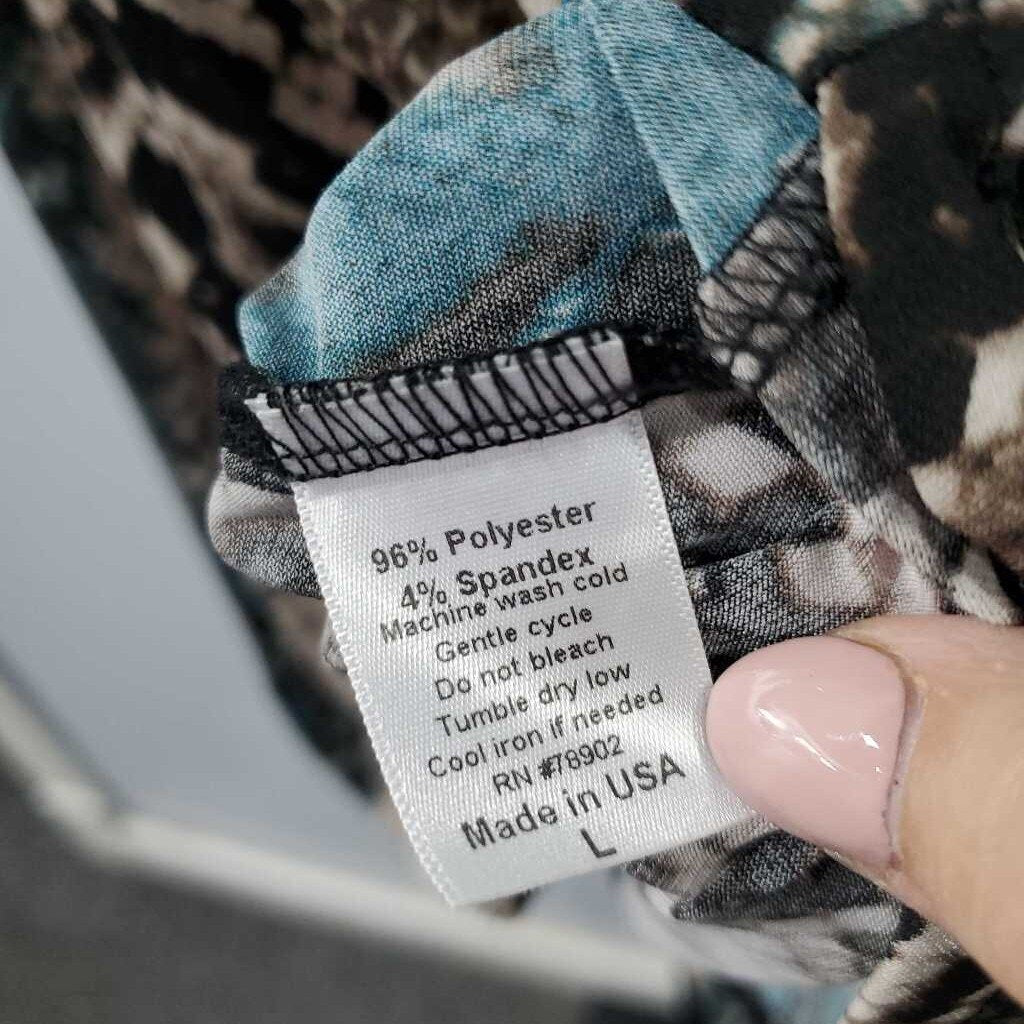 96% Polyester
4% Spandex
Machine wash cold
Gentle cycle
Do not bleach
Tumble dry low
Cool iron if needed
RN #78902
Made in USA
L